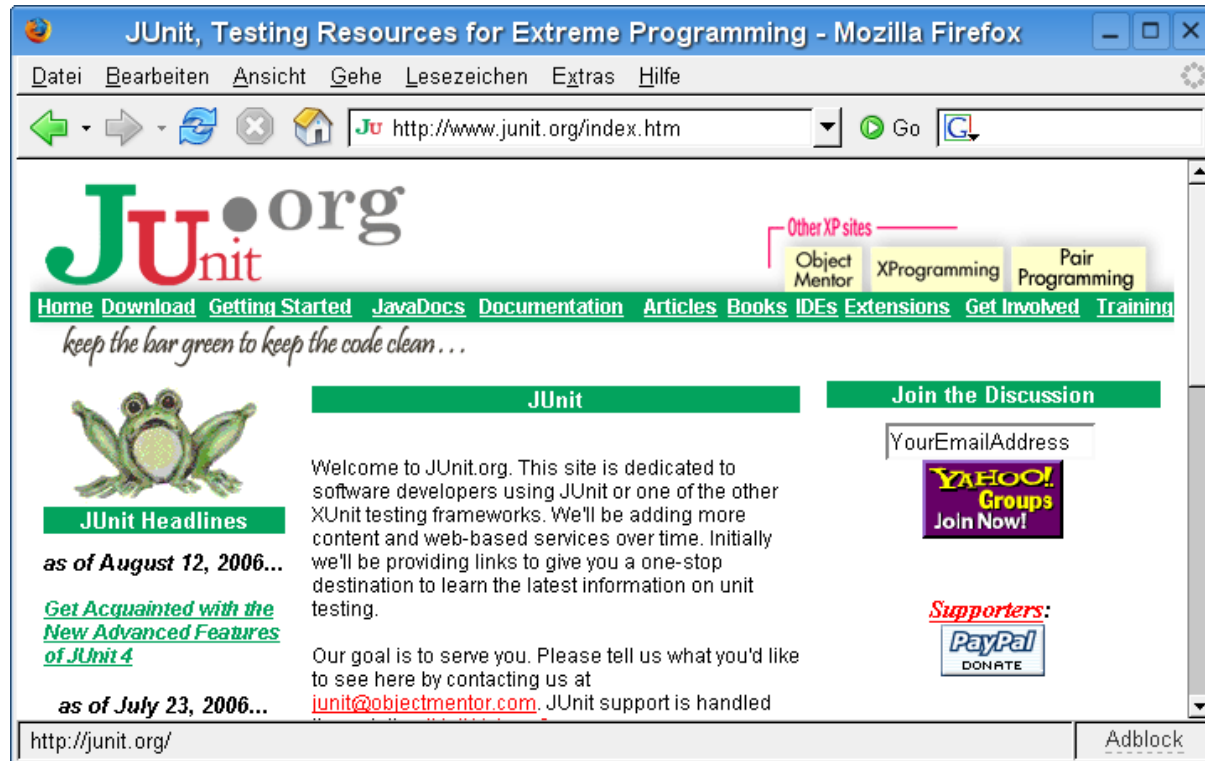 JUnit, Testing Resources for Extreme Programming - Mozilla Firefox
Datei Bearbeiten Ansicht Gehe Lesezeichen Extras Hilfe
JU http://www.junit.org/index.htm Go G
JUnit.org
Other XP sites
Object Mentor XProgramming Pair Programming
Home Download Getting Started JavaDocs Documentation Articles Books IDEs Extensions Get Involved Training
keep the bar green to keep the code clean...
JUnit Headlines
as of August 12, 2006...
Get Acquainted with the
New Advanced Features
of JUnit 4
as of July 23, 2006...
JUnit
Welcome to JUnit.org. This site is dedicated to
software developers using JUnit or one of the other
XUnit testing frameworks. We'll be adding more
content and web-based services over time. Initially
we'll be providing links to give you a one-stop
destination to learn the latest information on unit
testing.
Our goal is to serve you. Please tell us what you'd like
to see here by contacting us at
junit@objectmentor.com. JUnit support is handled
Join the Discussion
YourEmailAddress
YAHOO!
Groups
Join Now!
Supporters:
PayPal
DONATE
http://junit.org/ Adblock